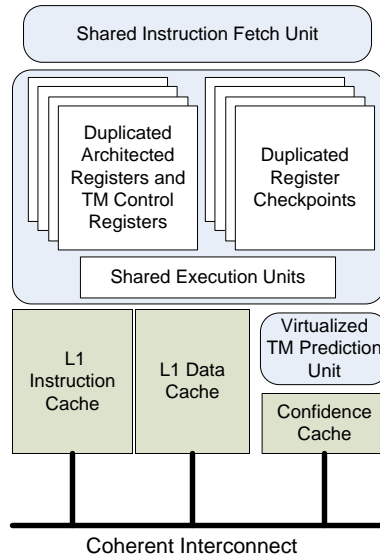 Shared Instruction Fetch Unit
Duplicated
Architected
Registers and
TM Control
Registers
Duplicated
Register
Checkpoints
Shared Execution Units
L1
Instruction
Cache
L1 Data
Cache
Virtualized
TM Prediction
Unit
Confidence
Cache
Coherent Interconnect